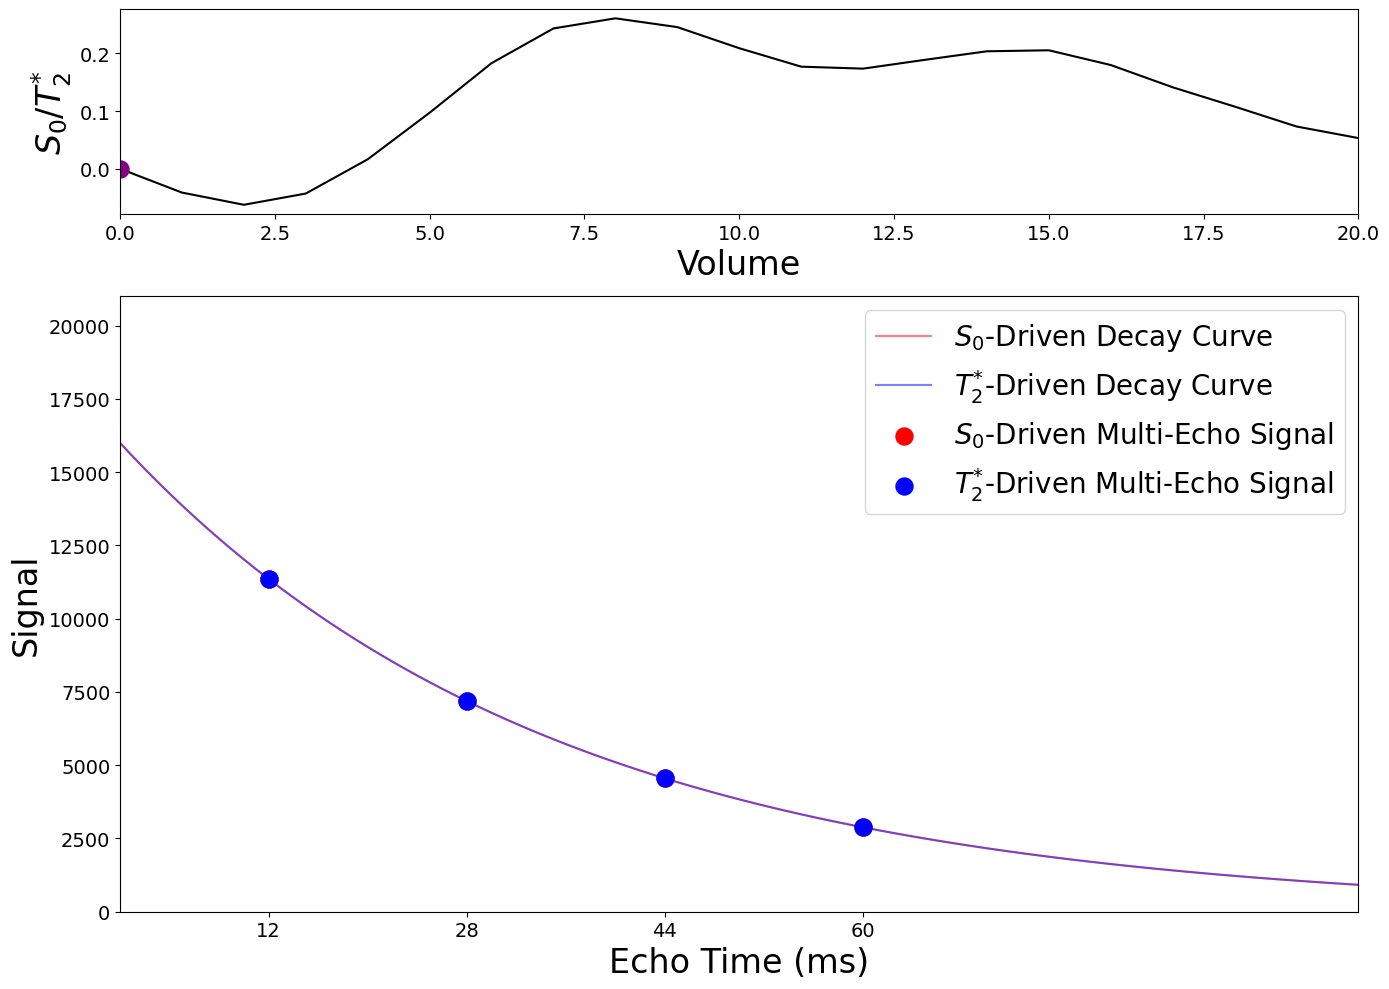 S₀/T₂*
0.2
0.1
0.0
0.0 2.5 5.0 7.5 10.0 12.5 15.0 17.5 20.0
Volume
Signal
20000
17500
15000
12500
10000
7500
5000
2500
0
S₀-Driven Decay Curve
T₂*-Driven Decay Curve
S₀-Driven Multi-Echo Signal
T₂*-Driven Multi-Echo Signal
12 28 44 60
Echo Time (ms)